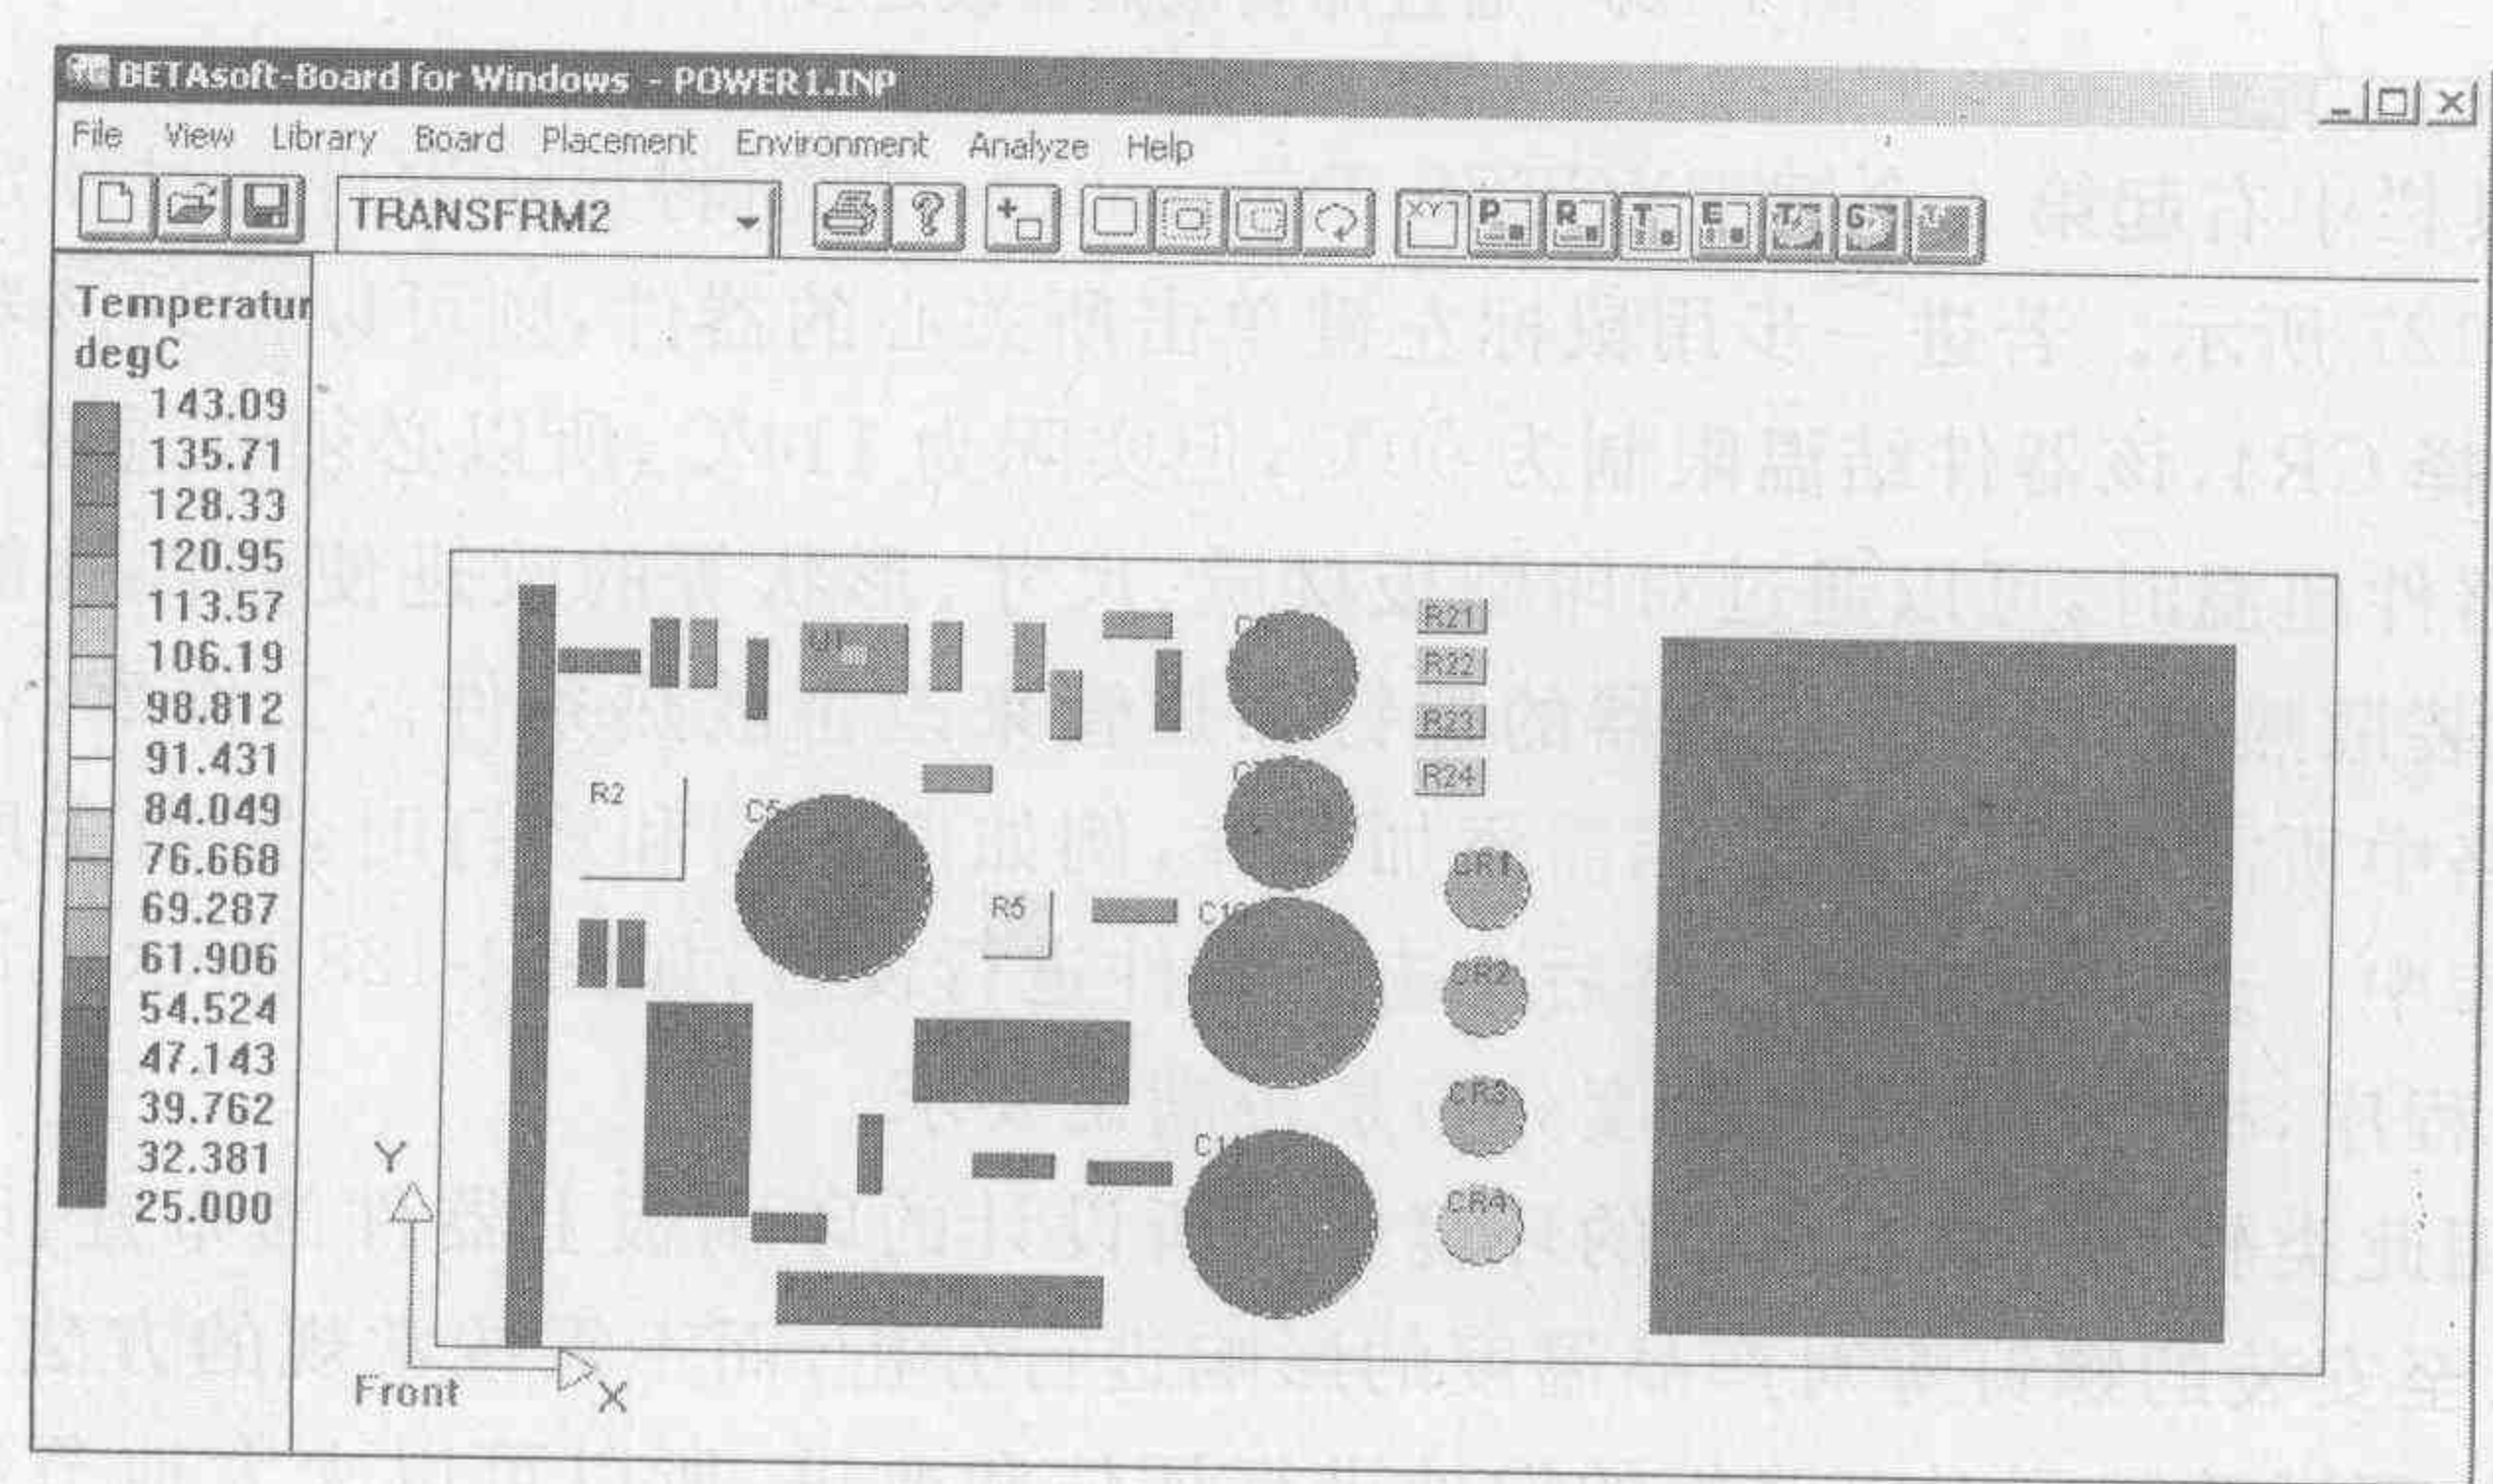 BETAsoft-Board for Windows - POWER1.INP
File View Library Board Placement Environment Analyze Help
TRANSFRM2
Temperatur
degC
143.09
135.71
128.33
120.95
113.57
106.19
98.812
91.431
84.049
76.668
69.287
61.906
54.524
47.143
39.762
32.381
25.000
U1
R21
R22
R23
R24
R2
C5
R5
CR1
CR2
CR3
CR4
Y
X
Front